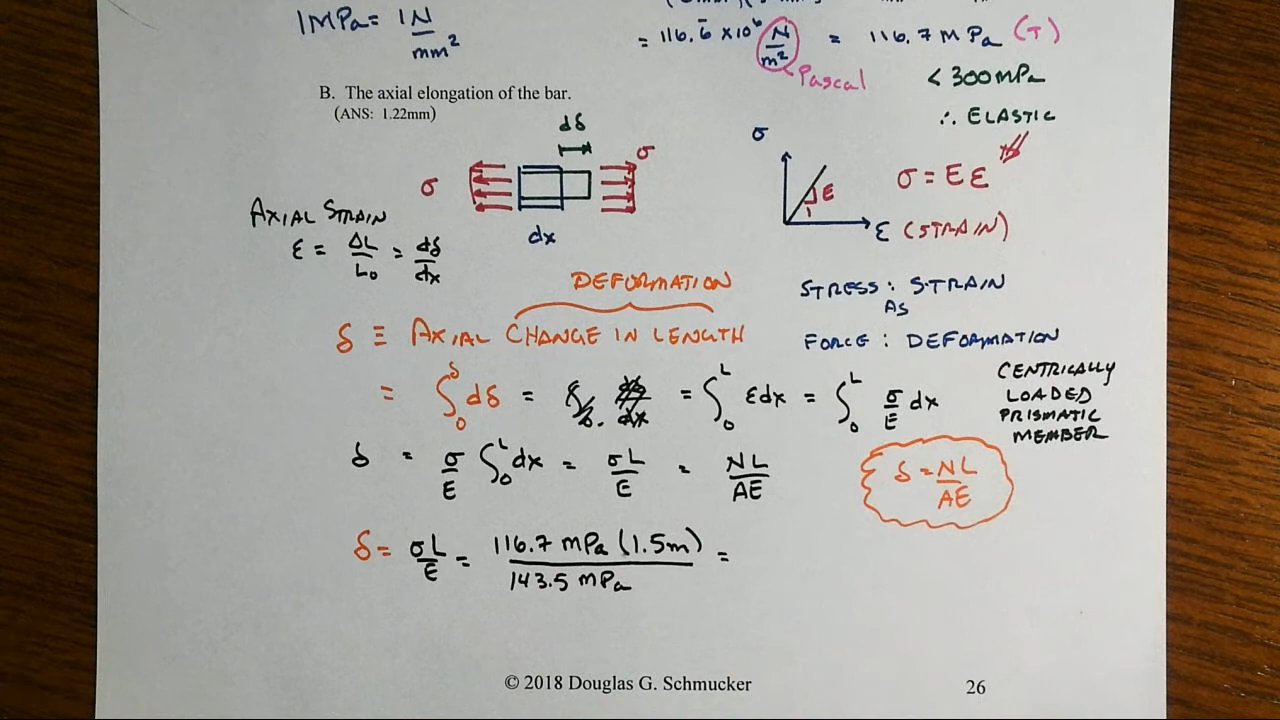 1MPa = 1N/mm²
= 116.6̄ x10⁶ N/m² = 116.7 MPa (T)
Pascal
< 300MPa
∴ ELASTIC
B. The axial elongation of the bar.
(ANS: 1.22mm)
dδ
σ
σ
dx
σ
E
1
ε (STRAIN)
σ = E ε
AXIAL STRAIN
ε = ΔL/L₀ = dδ/dx
DEFORMATION
δ ≡ AXIAL CHANGE IN LENGTH
STRESS : STRAIN
AS
FORCE : DEFORMATION
= ∫₀^δ dδ = = ∫₀^L εdx = ∫₀^L σ/E dx
CENTRICALLY
LOADED
PRISMATIC
MEMBER
δ = σ/E ∫₀^L dx = σL/E = NL/AE
δ = NL/AE
δ = σL/E = 116.7 MPa (1.5m)/143.5 MPa =
© 2018 Douglas G. Schmucker
26